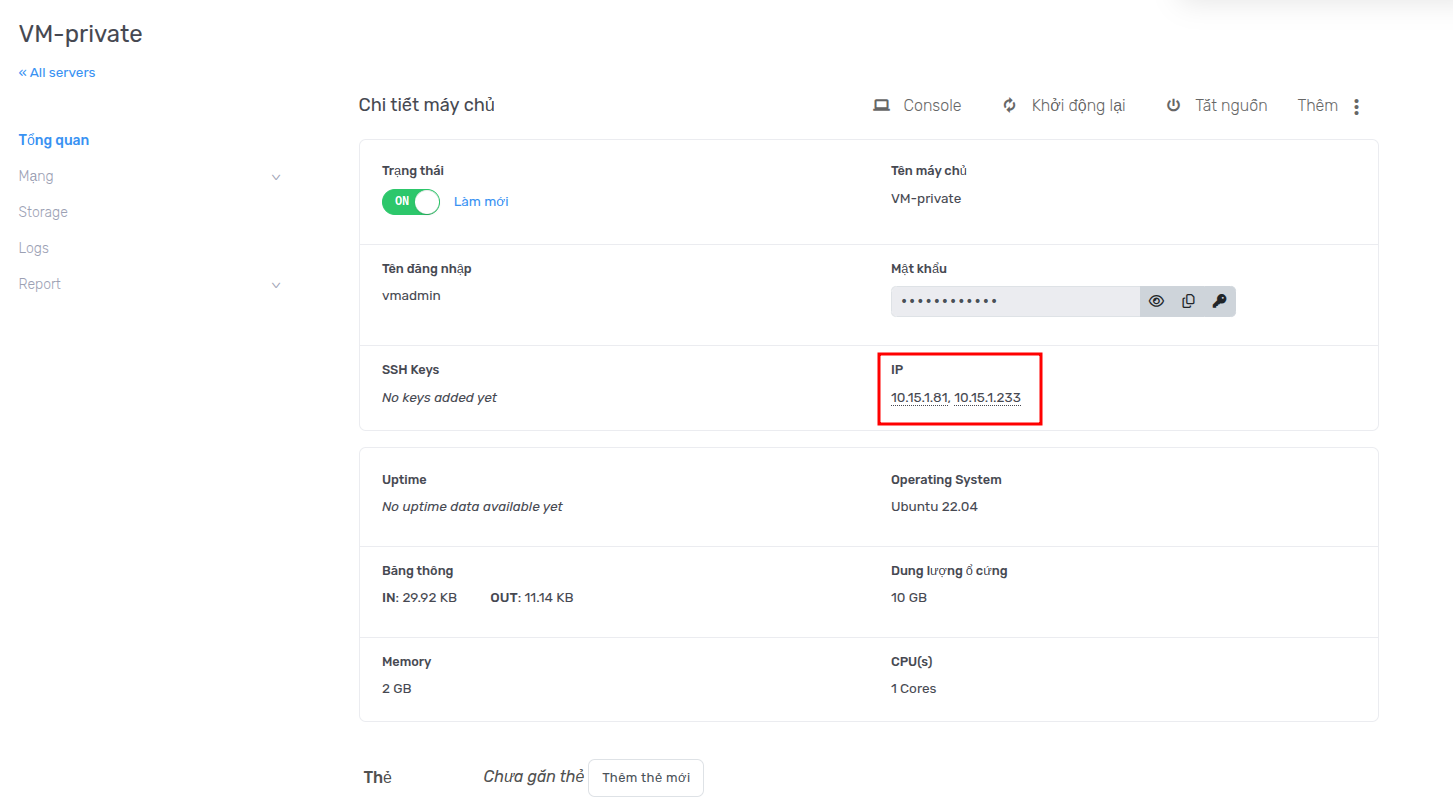 VM-private
« All servers
Tổng quan
Mạng
Storage
Logs
Report
Chi tiết máy chủ
Console
Khởi động lại
Tắt nguồn
Thêm
Trạng thái
ON
Làm mới
Tên máy chủ
VM-private
Tên đăng nhập
vmadmin
Mật khẩu
••••••••••••
SSH Keys
No keys added yet
IP
10.15.1.81, 10.15.1.233
Uptime
No uptime data available yet
Operating System
Ubuntu 22.04
Băng thông
IN: 29.92 KB OUT: 11.14 KB
Dung lượng ổ cứng
10 GB
Memory
2 GB
CPU(s)
1 Cores
Thẻ
Chưa gắn thẻ
Thêm thẻ mới